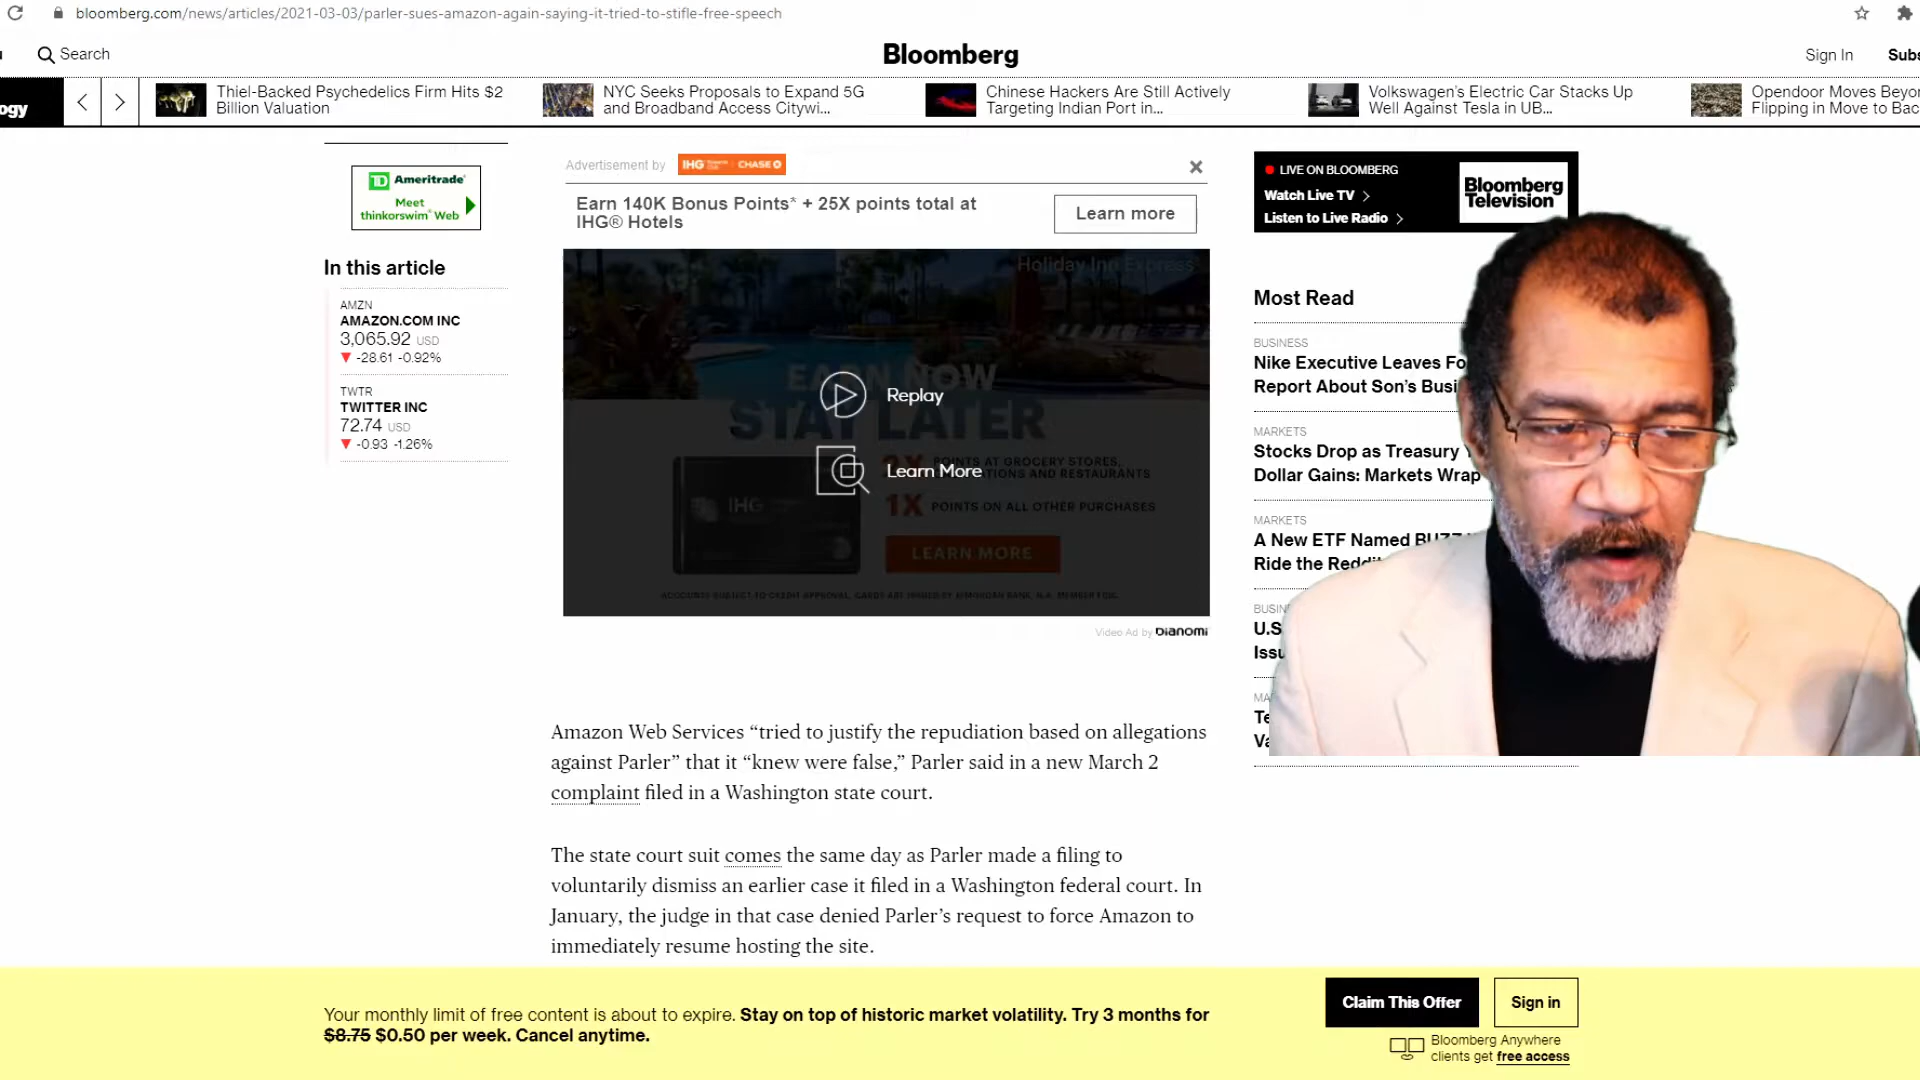 bloomberg.com/news/articles/2021-03-03/parler-sues-amazon-again-saying-it-tried-to-stifle-free-speech
Search
Bloomberg
Sign In
Subs
ogy
Thiel-Backed Psychedelics Firm Hits $2
Billion Valuation
NYC Seeks Proposals to Expand 5G
and Broadband Access Citywi...
Chinese Hackers Are Still Actively
Targeting Indian Port in...
Volkswagen's Electric Car Stacks Up
Well Against Tesla in UB...
Opendoor Moves Beyon
Flipping in Move to Bac
TD Ameritrade
Meet
thinkorswim® Web
In this article
AMZN
AMAZON.COM INC
3,065.92 USD
▼ -28.61 -0.92%
TWTR
TWITTER INC
72.74 USD
▼ -0.93 -1.26%
Advertisement by
IHG CHASE
Earn 140K Bonus Points* + 25X points total at
IHG® Hotels
Learn more
Holiday Inn Express
EARN NOW
STAY LATER
Replay
Learn More
POINTS AT GROCERY STORES,
AND RESTAURANTS
1X POINTS ON ALL OTHER PURCHASES
IHG
LEARN MORE
Video Ad by Dianomi
LIVE ON BLOOMBERG
Watch Live TV >
Listen to Live Radio >
Bloomberg
Television
Most Read
BUSINESS
Nike Executive Leaves Fo
Report About Son's Busi
MARKETS
Stocks Drop as Treasury
Dollar Gains: Markets Wrap
MARKETS
A New ETF Named BUZZ
Ride the Reddit
BUSIN
U.S
Issu
MA
Te
Va
Amazon Web Services “tried to justify the repudiation based on allegations
against Parler” that it “knew were false,” Parler said in a new March 2
complaint filed in a Washington state court.
The state court suit comes the same day as Parler made a filing to
voluntarily dismiss an earlier case it filed in a Washington federal court. In
January, the judge in that case denied Parler’s request to force Amazon to
immediately resume hosting the site.
Your monthly limit of free content is about to expire. Stay on top of historic market volatility. Try 3 months for
$8.75 $0.50 per week. Cancel anytime.
Claim This Offer
Sign in
Bloomberg Anywhere
clients get free access